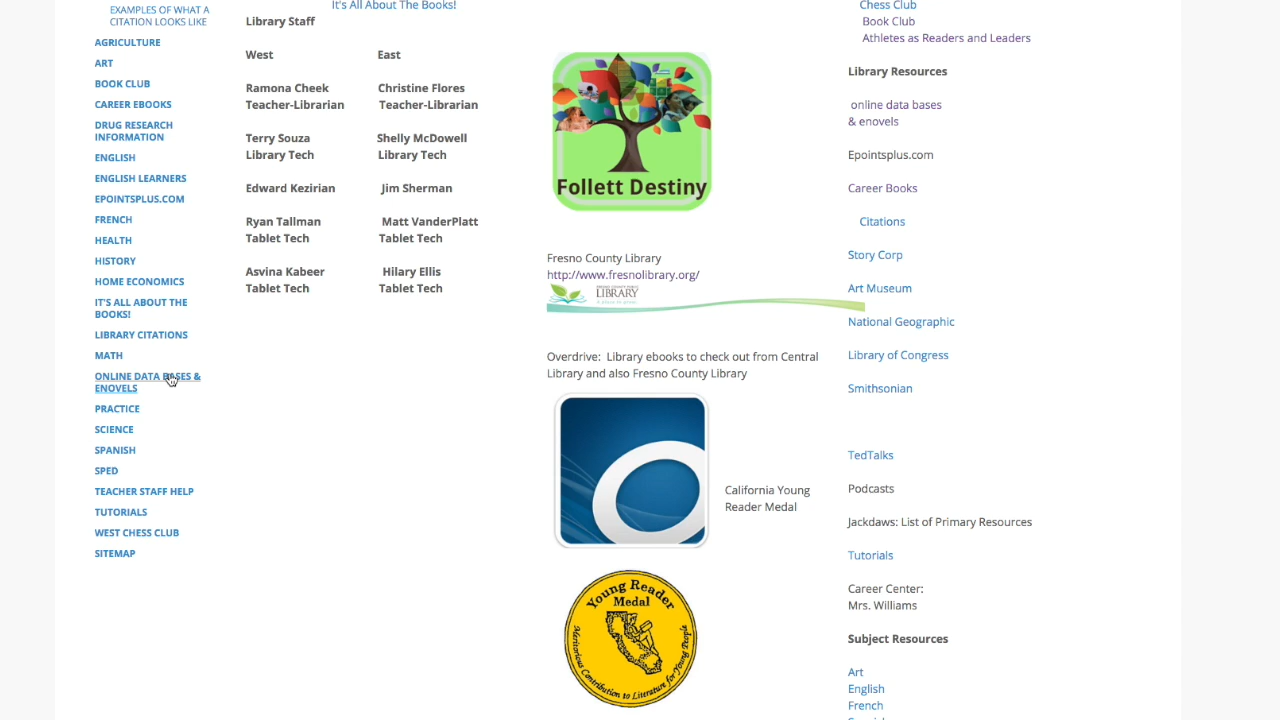 EXAMPLES OF WHAT A
CITATION LOOKS LIKE
AGRICULTURE
ART
BOOK CLUB
CAREER EBOOKS
DRUG RESEARCH
INFORMATION
ENGLISH
ENGLISH LEARNERS
EPOINTSPLUS.COM
FRENCH
HEALTH
HISTORY
HOME ECONOMICS
IT'S ALL ABOUT THE
BOOKS!
LIBRARY CITATIONS
MATH
ONLINE DATA BASES &
ENOVELS
PRACTICE
SCIENCE
SPANISH
SPED
TEACHER STAFF HELP
TUTORIALS
WEST CHESS CLUB
SITEMAP
It's All About The Books!
Library Staff
West East
Ramona Cheek Christine Flores
Teacher-Librarian Teacher-Librarian
Terry Souza Shelly McDowell
Library Tech Library Tech
Edward Kezirian Jim Sherman
Ryan Tallman Matt VanderPlatt
Tablet Tech Tablet Tech
Asvina Kabeer Hilary Ellis
Tablet Tech Tablet Tech
Follett Destiny
Fresno County Library
http://www.fresnolibrary.org/
LIBRARY
Overdrive: Library ebooks to check out from Central
Library and also Fresno County Library
California Young
Reader Medal
Young Reader
Medal
Meritorious Contribution to Literature for Young People
Chess Club
Book Club
Athletes as Readers and Leaders
Library Resources
online data bases
& enovels
Epointsplus.com
Career Books
Citations
Story Corp
Art Museum
National Geographic
Library of Congress
Smithsonian
TedTalks
Podcasts
Jackdaws: List of Primary Resources
Tutorials
Career Center:
Mrs. Williams
Subject Resources
Art
English
French